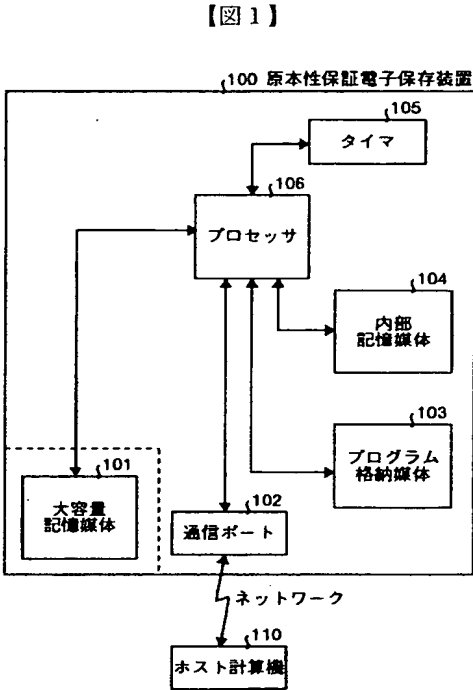 【図1】
100 原本性保証電子保存装置
105
タイマ
106
プロセッサ
104
内部
記憶媒体
103
プログラム
格納媒体
101
大容量
記憶媒体
102
通信ポート
ネットワーク
110
ホスト計算機